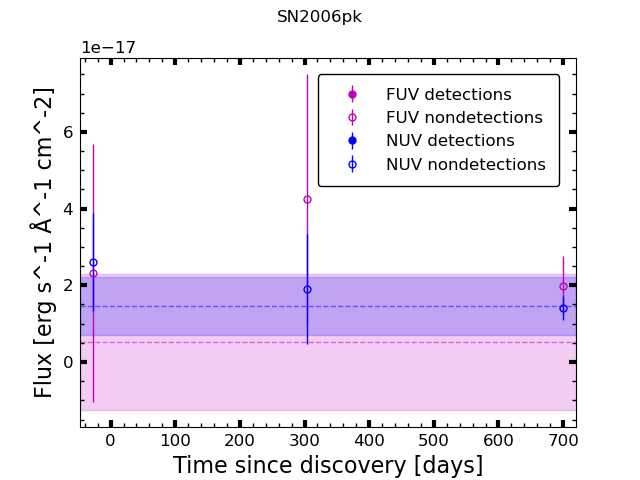 SN2006pk
1e−17
FUV detections
FUV nondetections
NUV detections
NUV nondetections
6
4
2
0
Flux [erg s^-1 Å^-1 cm^-2]
0 100 200 300 400 500 600 700
Time since discovery [days]